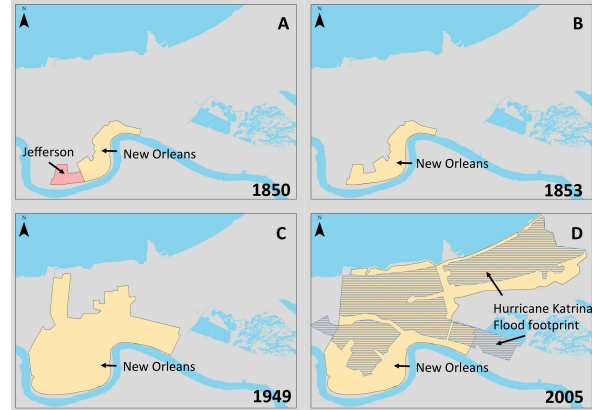 N
A
Jefferson
New Orleans
1850
N
B
New Orleans
1853
N
C
New Orleans
1949
N
D
Hurricane Katrina
Flood footprint
New Orleans
2005